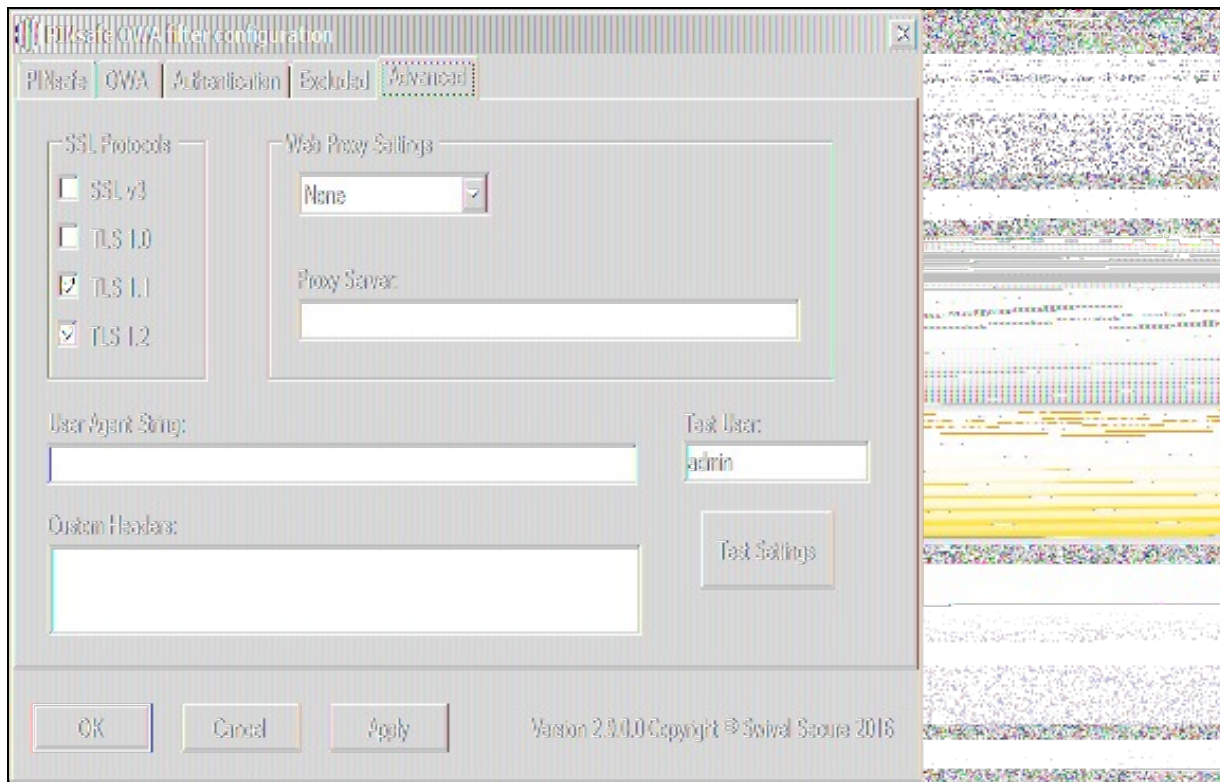 PINsafe OWA filter configuration
PINsafe OWA Authentication Excluded Advanced
SSL Protocols
SSL v3
TLS 1.0
TLS 1.1
TLS 1.2
Web Proxy Settings
None
Proxy Server:
User Agent String:
Test User:
admin
Custom Headers:
Test Settings
OK Cancel Apply Version 2.9.0.0 Copyright © Swivel Secure 2016